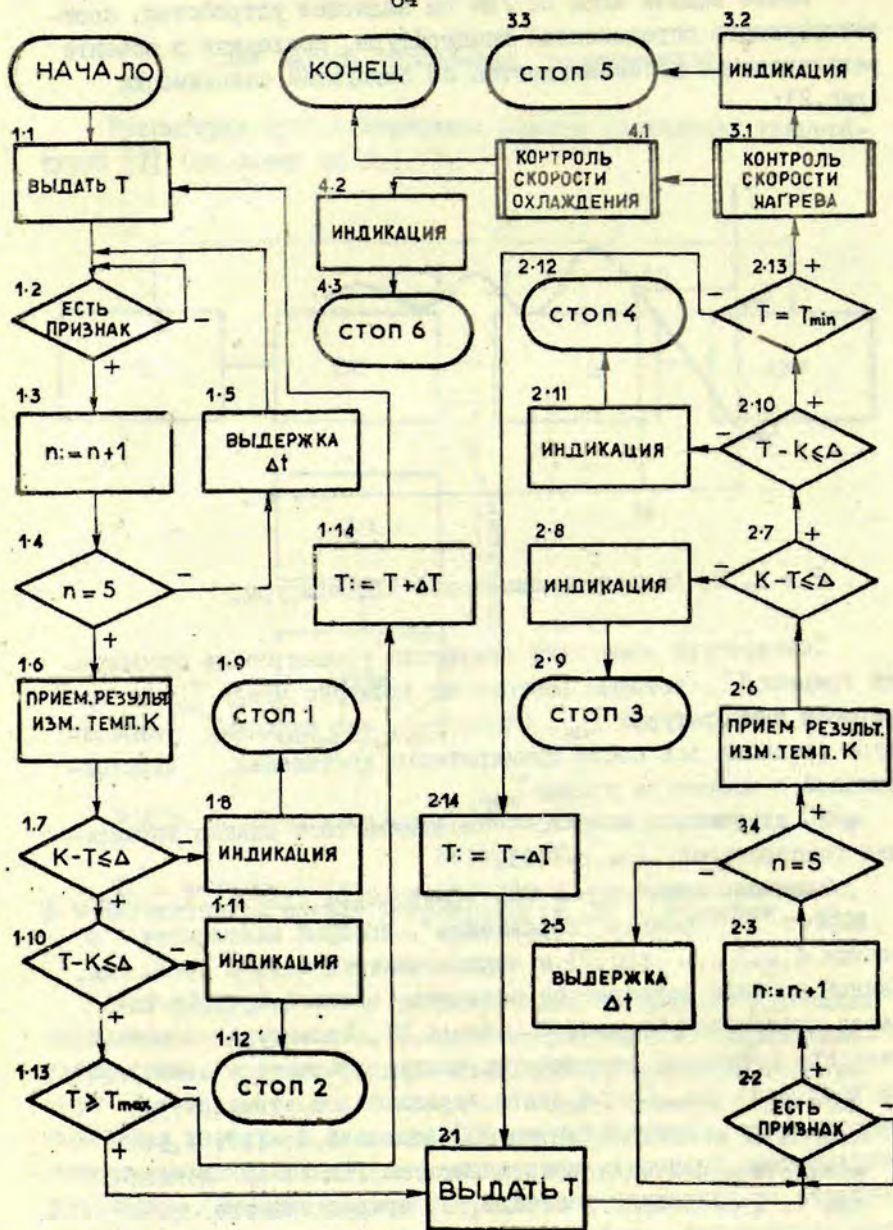 64
НАЧАЛО
КОНЕЦ
3.3
СТОП 5
3.2
ИНДИКАЦИЯ
1.1
ВЫДАТЬ Т
4.1
КОНТРОЛЬ
СКОРОСТИ
ОХЛАЖДЕНИЯ
3.1
КОНТРОЛЬ
СКОРОСТИ
НАГРЕВА
4.2
ИНДИКАЦИЯ
4.3
СТОП 6
1.2
ЕСТЬ
ПРИЗНАК
−
+
2.12
СТОП 4
2.13
T = Tmin
−
+
1.3
n:=n+1
1.5
ВЫДЕРЖКА
Δt
2.11
ИНДИКАЦИЯ
2.10
T-K≤Δ
−
+
1.4
n=5
−
+
1.14
T:=T+ΔT
2.8
ИНДИКАЦИЯ
2.7
K-T≤Δ
−
+
1.6
ПРИЕМ.РЕЗУЛЬТ
ИЗМ. ТЕМП. К
1.9
СТОП 1
2.9
СТОП 3
2.6
ПРИЕМ РЕЗУЛЬТ.
ИЗМ.ТЕМП. К
1.7
K-T≤Δ
−
+
1.8
ИНДИКАЦИЯ
2.14
T:= T-ΔT
n=5
−
+
1.10
T-K≤Δ
−
+
1.11
ИНДИКАЦИЯ
2.5
ВЫДЕРЖКА
Δt
2.3
n:=n+1
1.13
T≥Tmax
−
+
1.12
СТОП 2
2.1
ВЫДАТЬ Т
2.2
ЕСТЬ
ПРИЗНАК
−
+